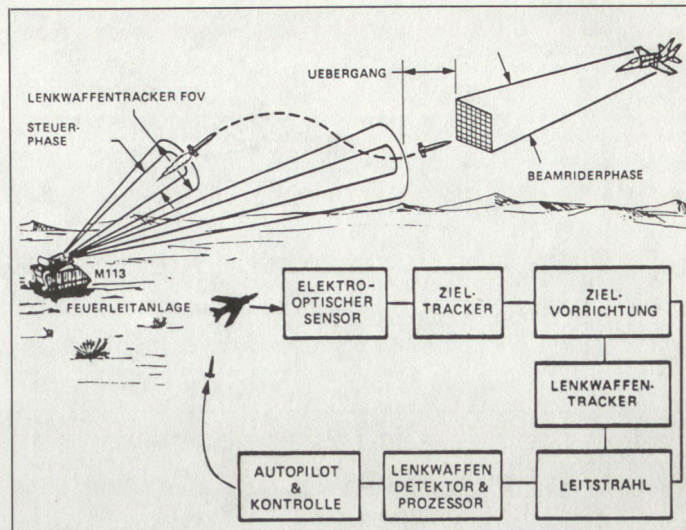 UEBERGANG
LENKWAFFENTRACKER FOV
STEUER-
PHASE
BEAMRIDERPHASE
M113
FEUERLEITANLAGE
ELEKTRO-
OPTISCHER
SENSOR
ZIEL-
TRACKER
ZIEL-
VORRICHTUNG
LENKWAFFEN-
TRACKER
AUTOPILOT
&
KONTROLLE
LENKWAFFEN
DETEKTOR &
PROZESSOR
LEITSTRAHL